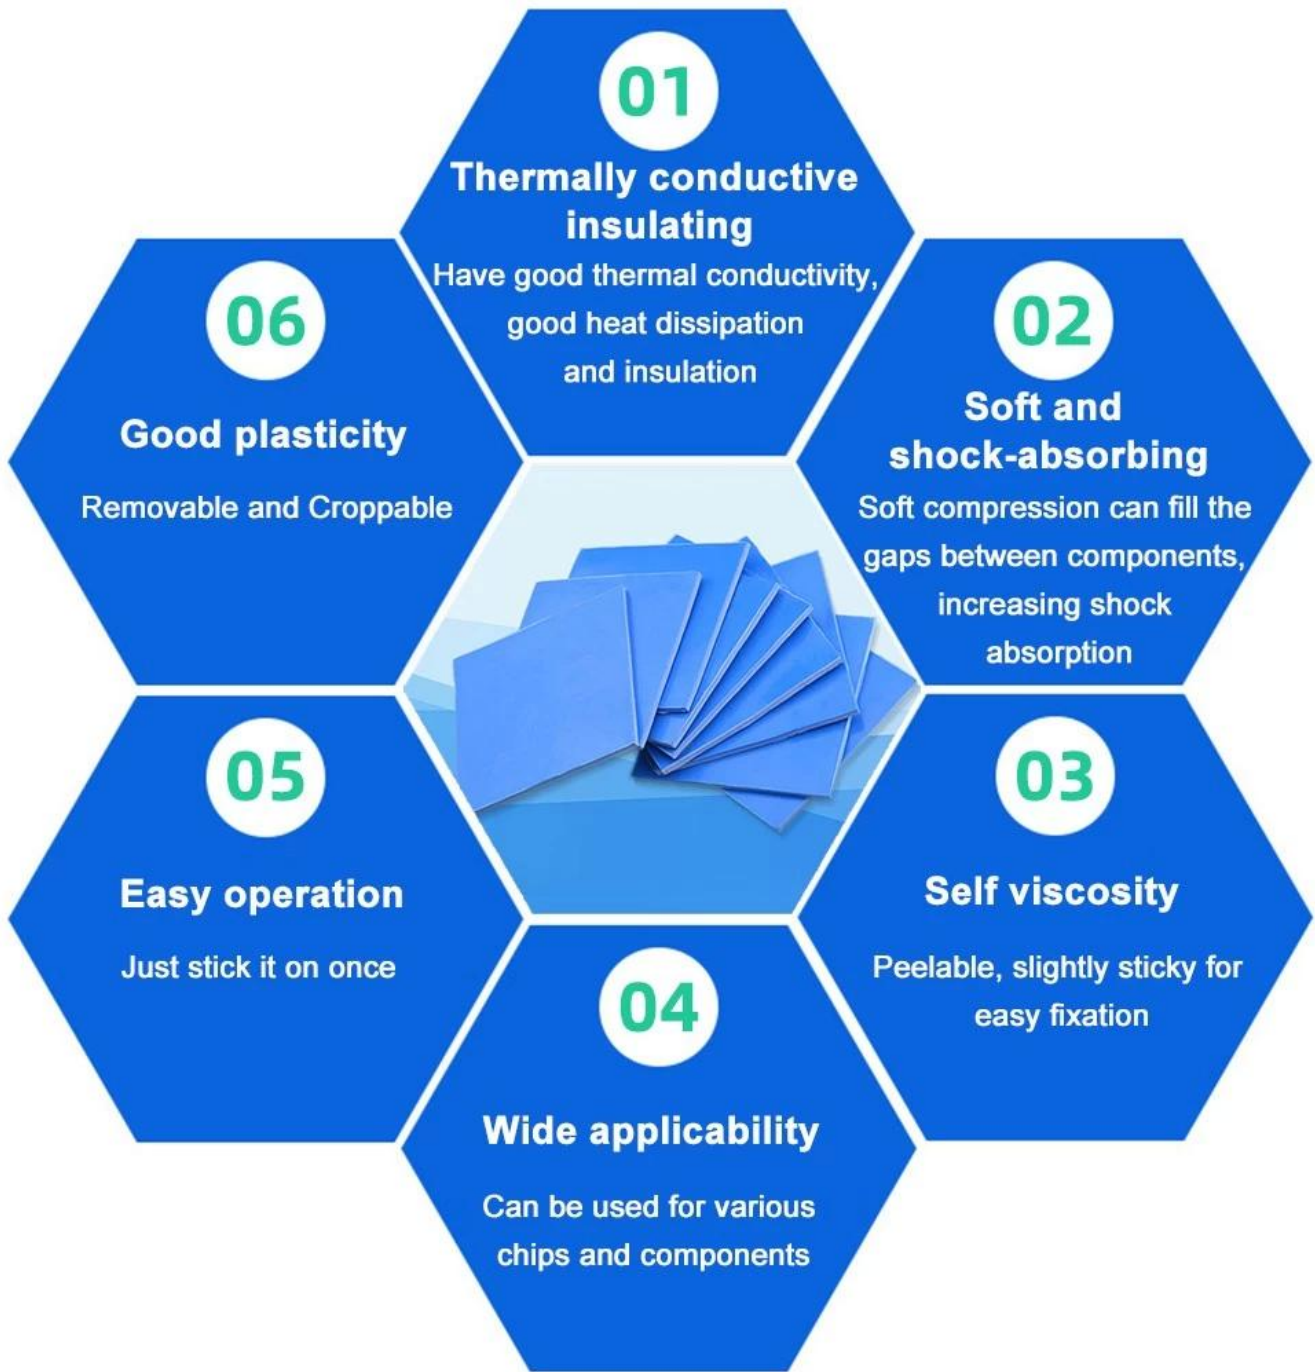 01
Thermally conductive
insulating
Have good thermal conductivity,
good heat dissipation
and insulation
02
Soft and
shock-absorbing
Soft compression can fill the
gaps between components,
increasing shock
absorption
03
Self viscosity
Peelable, slightly sticky for
easy fixation
04
Wide applicability
Can be used for various
chips and components
05
Easy operation
Just stick it on once
06
Good plasticity
Removable and Croppable